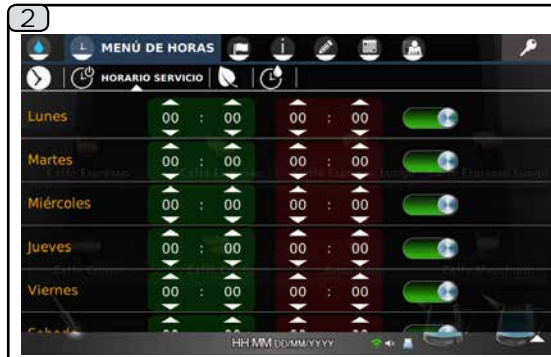 2
MENÚ DE HORAS
HORARIO SERVICIO
Lunes 00 : 00 00 : 00
Martes 00 : 00 00 : 00
Miércoles 00 : 00 00 : 00
Jueves 00 : 00 00 : 00
Viernes 00 : 00 00 : 00
HH:MM DD/MM/YYYY